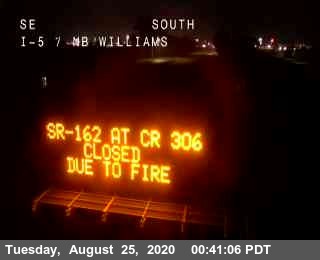 SE SOUTH
I-5 7 NB WILLIAMS
SR-162 AT CR 306
CLOSED
DUE TO FIRE
Tuesday, August 25, 2020 00:41:06 PDT